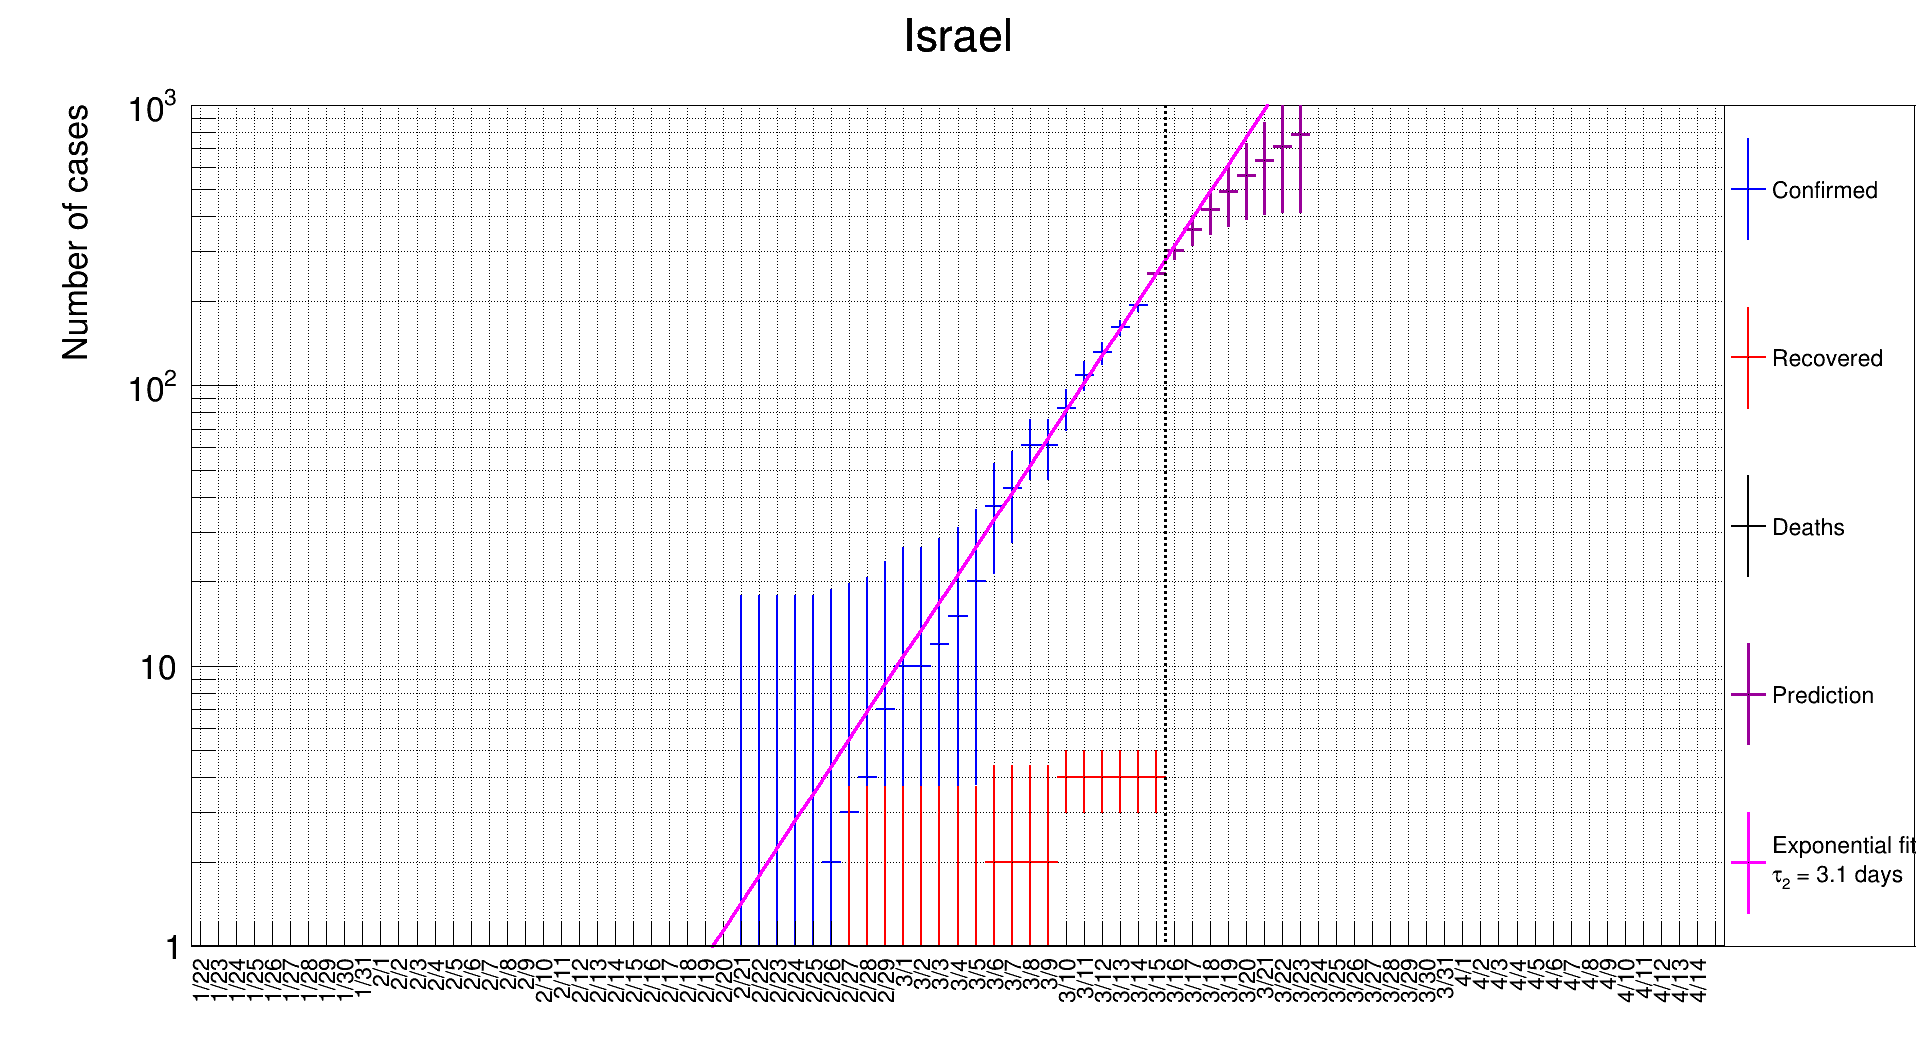 Israel
Number of cases
10³
10²
10
1
1/22 1/23 1/24 1/25 1/26 1/27 1/28 1/29 1/30 1/31 2/1 2/2 2/3 2/4 2/5 2/6 2/7 2/8 2/9 2/10 2/11 2/12 2/13 2/14 2/15 2/16 2/17 2/18 2/19 2/20 2/21 2/22 2/23 2/24 2/25 2/26 2/27 2/28 2/29 3/1 3/2 3/3 3/4 3/5 3/6 3/7 3/8 3/9 3/10 3/11 3/12 3/13 3/14 3/15 3/16 3/17 3/18 3/19 3/20 3/21 3/22 3/23 3/24 3/25 3/26 3/27 3/28 3/29 3/30 3/31 4/1 4/2 4/3 4/4 4/5 4/6 4/7 4/8 4/9 4/10 4/11 4/12 4/13 4/14
Confirmed
Recovered
Deaths
Prediction
Exponential fit
τ₂ = 3.1 days